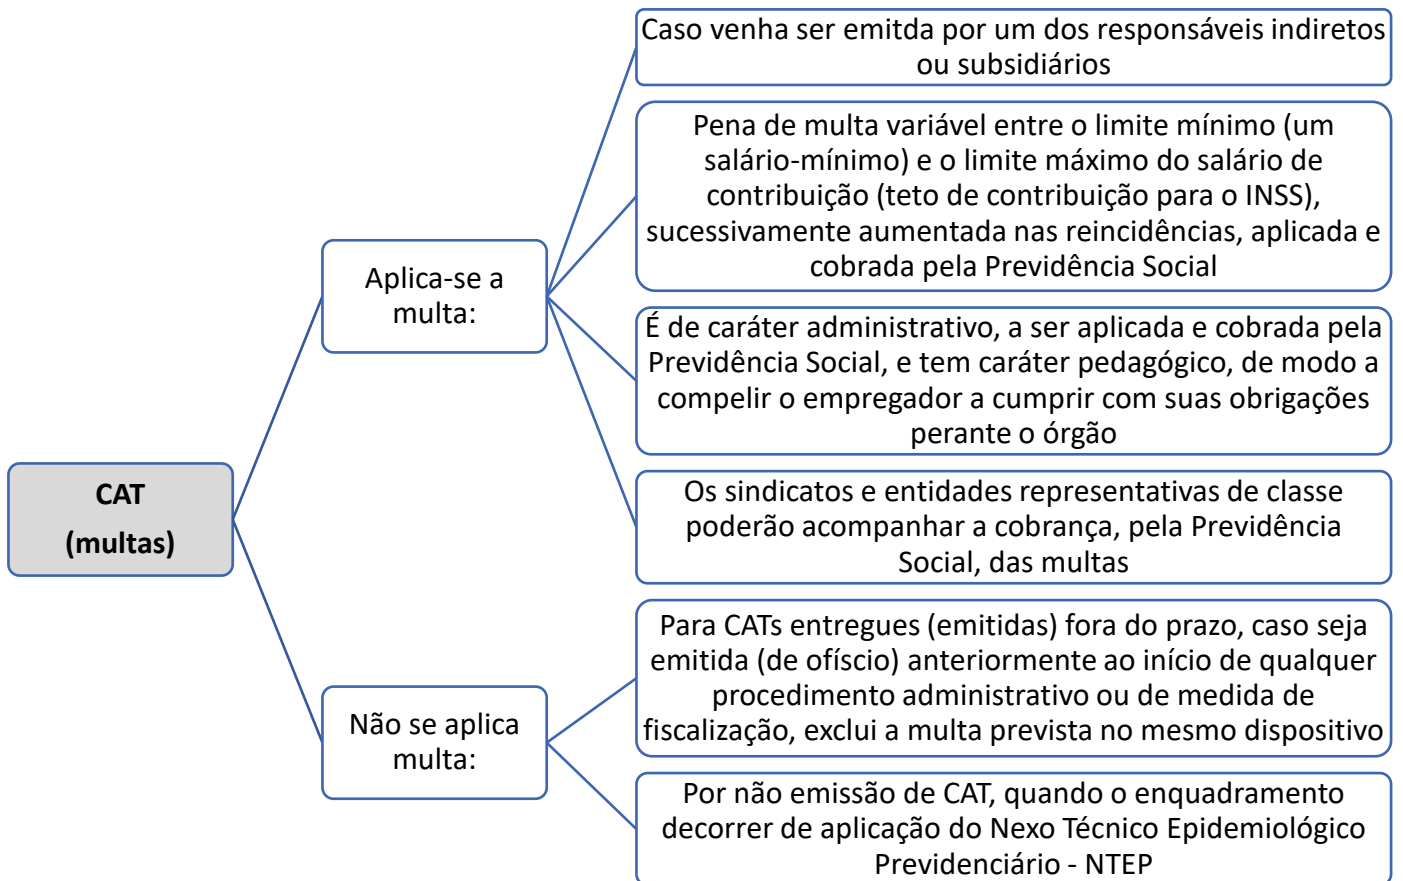 CAT
(multas)
Aplica-se a
multa:
Caso venha ser emitda por um dos responsáveis indiretos
ou subsidiários
Pena de multa variável entre o limite mínimo (um
salário-mínimo) e o limite máximo do salário de
contribuição (teto de contribuição para o INSS),
sucessivamente aumentada nas reincidências, aplicada e
cobrada pela Previdência Social
É de caráter administrativo, a ser aplicada e cobrada pela
Previdência Social, e tem caráter pedagógico, de modo a
compelir o empregador a cumprir com suas obrigações
perante o órgão
Os sindicatos e entidades representativas de classe
poderão acompanhar a cobrança, pela Previdência
Social, das multas
Não se aplica
multa:
Para CATs entregues (emitidas) fora do prazo, caso seja
emitida (de ofíscio) anteriormente ao início de qualquer
procedimento administrativo ou de medida de
fiscalização, exclui a multa prevista no mesmo dispositivo
Por não emissão de CAT, quando o enquadramento
decorrer de aplicação do Nexo Técnico Epidemiológico
Previdenciário - NTEP